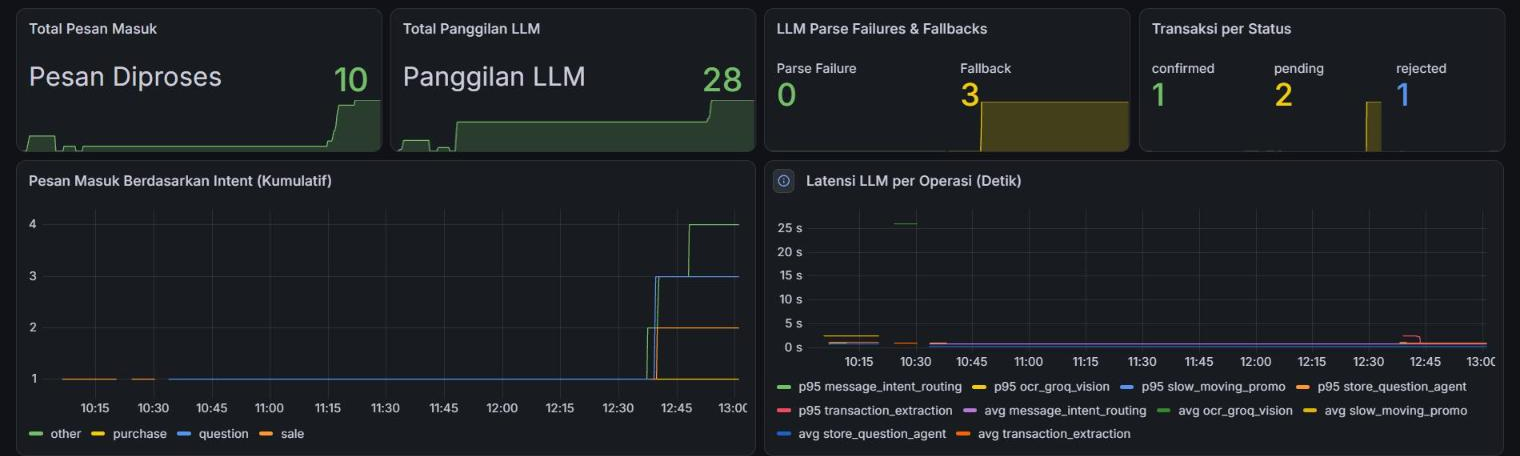 Total Pesan Masuk
Pesan Diproses 10
Total Panggilan LLM
Panggilan LLM 28
LLM Parse Failures & Fallbacks
Parse Failure Fallback
0 3
Transaksi per Status
confirmed pending rejected
1 2 1
Pesan Masuk Berdasarkan Intent (Kumulatif)
4
3
2
1
10:15 10:30 10:45 11:00 11:15 11:30 11:45 12:00 12:15 12:30 12:45 13:00
other purchase question sale
Latensi LLM per Operasi (Detik)
25 s
20 s
15 s
10 s
5 s
0 s
10:15 10:30 10:45 11:00 11:15 11:30 11:45 12:00 12:15 12:30 12:45 13:00
p95 message_intent_routing p95 ocr_groq_vision p95 slow_moving_promo p95 store_question_agent
p95 transaction_extraction avg message_intent_routing avg ocr_groq_vision avg slow_moving_promo
avg store_question_agent avg transaction_extraction